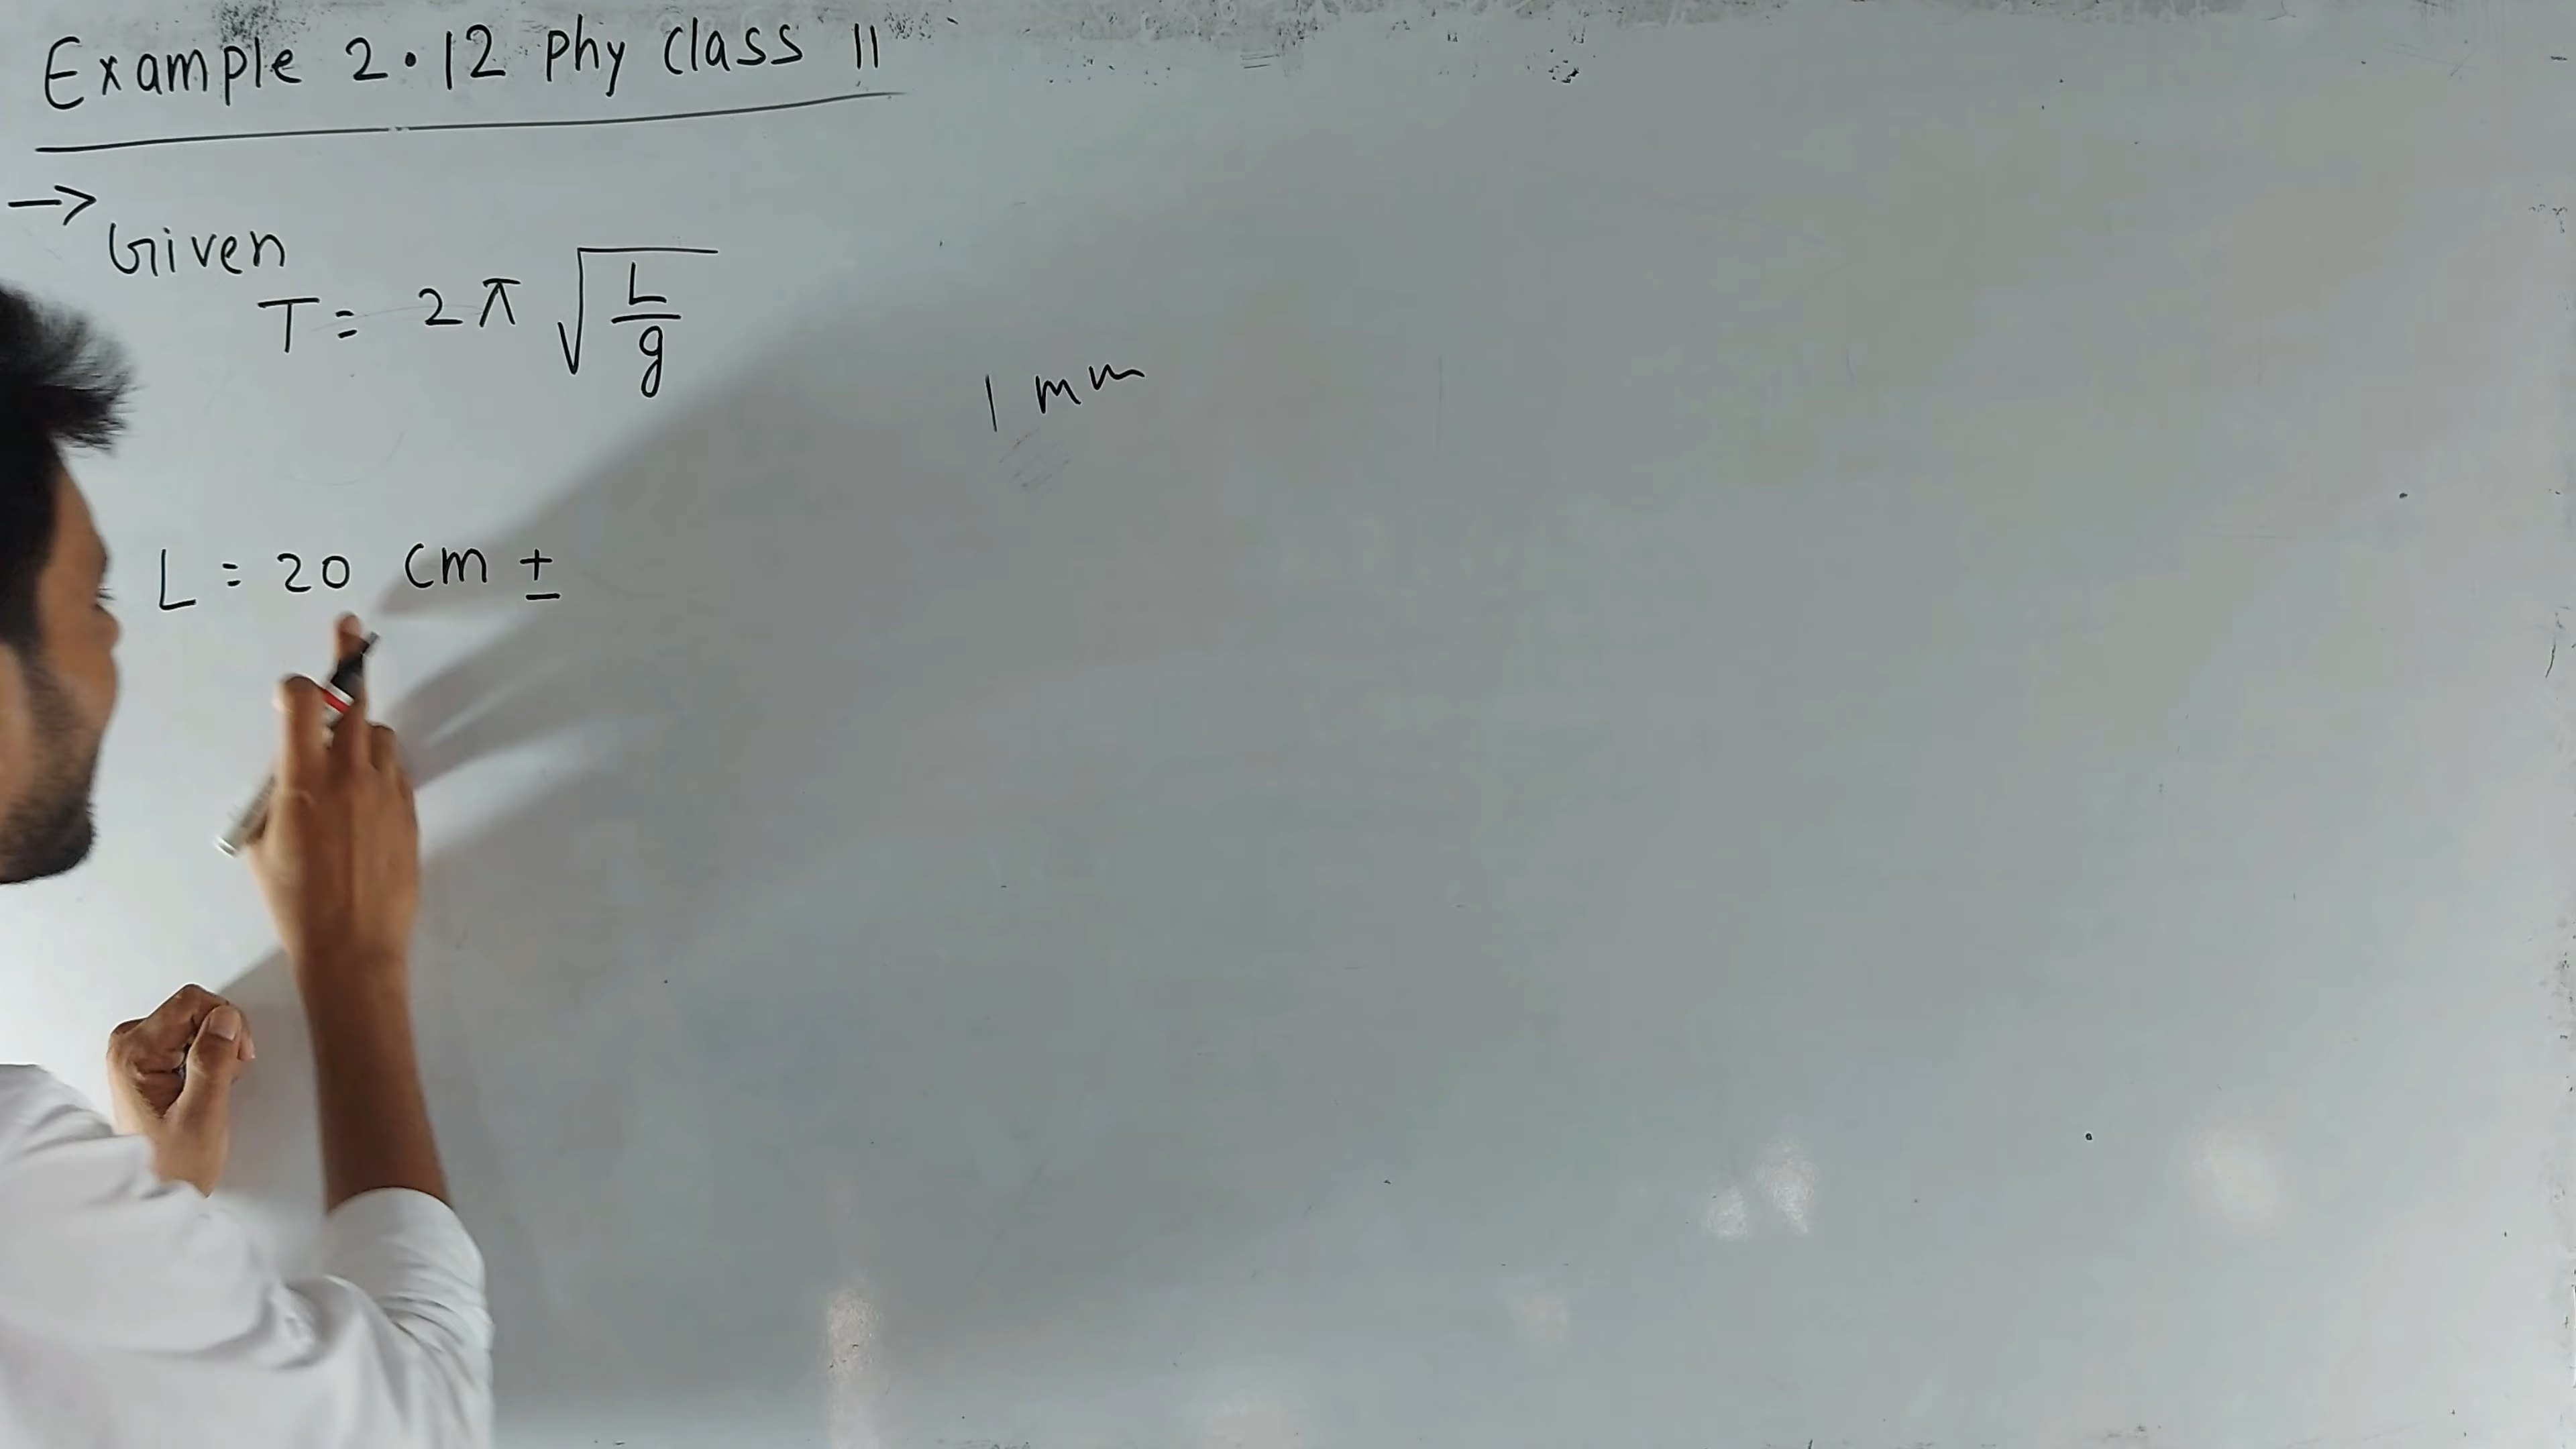 Example 2.12 phy class 11
→
Given
T = 2π √(L/g)
1 mm
L = 20 cm ±